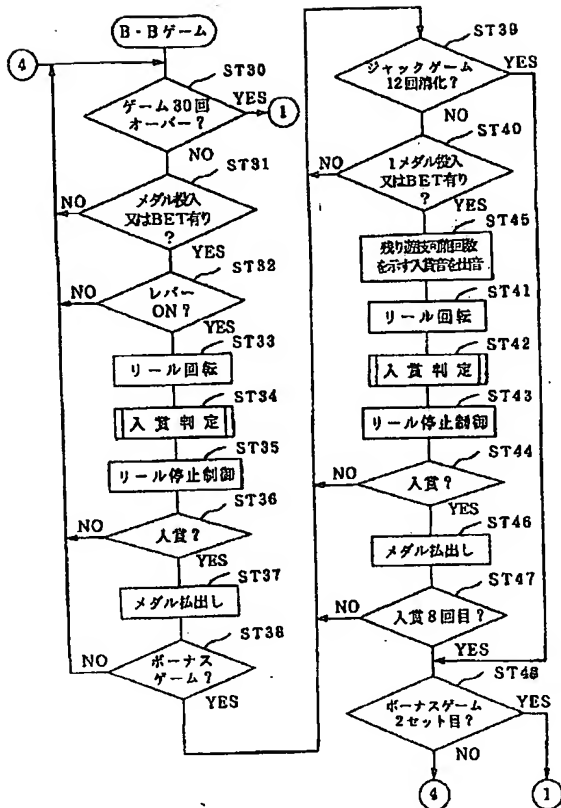 B・Bゲーム
4
ST30
ゲーム30回
オーバー?
YES
1
NO
ST31
メダル投入
又はBET有り
?
NO
YES
ST32
レバー
ON?
NO
YES
ST33
リール回転
ST34
入賞判定
ST35
リール停止制御
ST36
入賞?
NO
YES
ST37
メダル払出し
ST38
ボーナス
ゲーム?
NO
YES
ST39
ジャックゲーム
12回消化?
YES
NO
ST40
1メダル投入
又はBET有り
?
NO
YES
ST45
残り遊技可能回数
を示す入賞音を出音
ST41
リール回転
ST42
入賞判定
ST43
リール停止制御
ST44
入賞?
NO
YES
ST46
メダル払出し
ST47
入賞8回目?
NO
YES
ST48
ボーナスゲーム
2セット目?
YES
NO
4
1